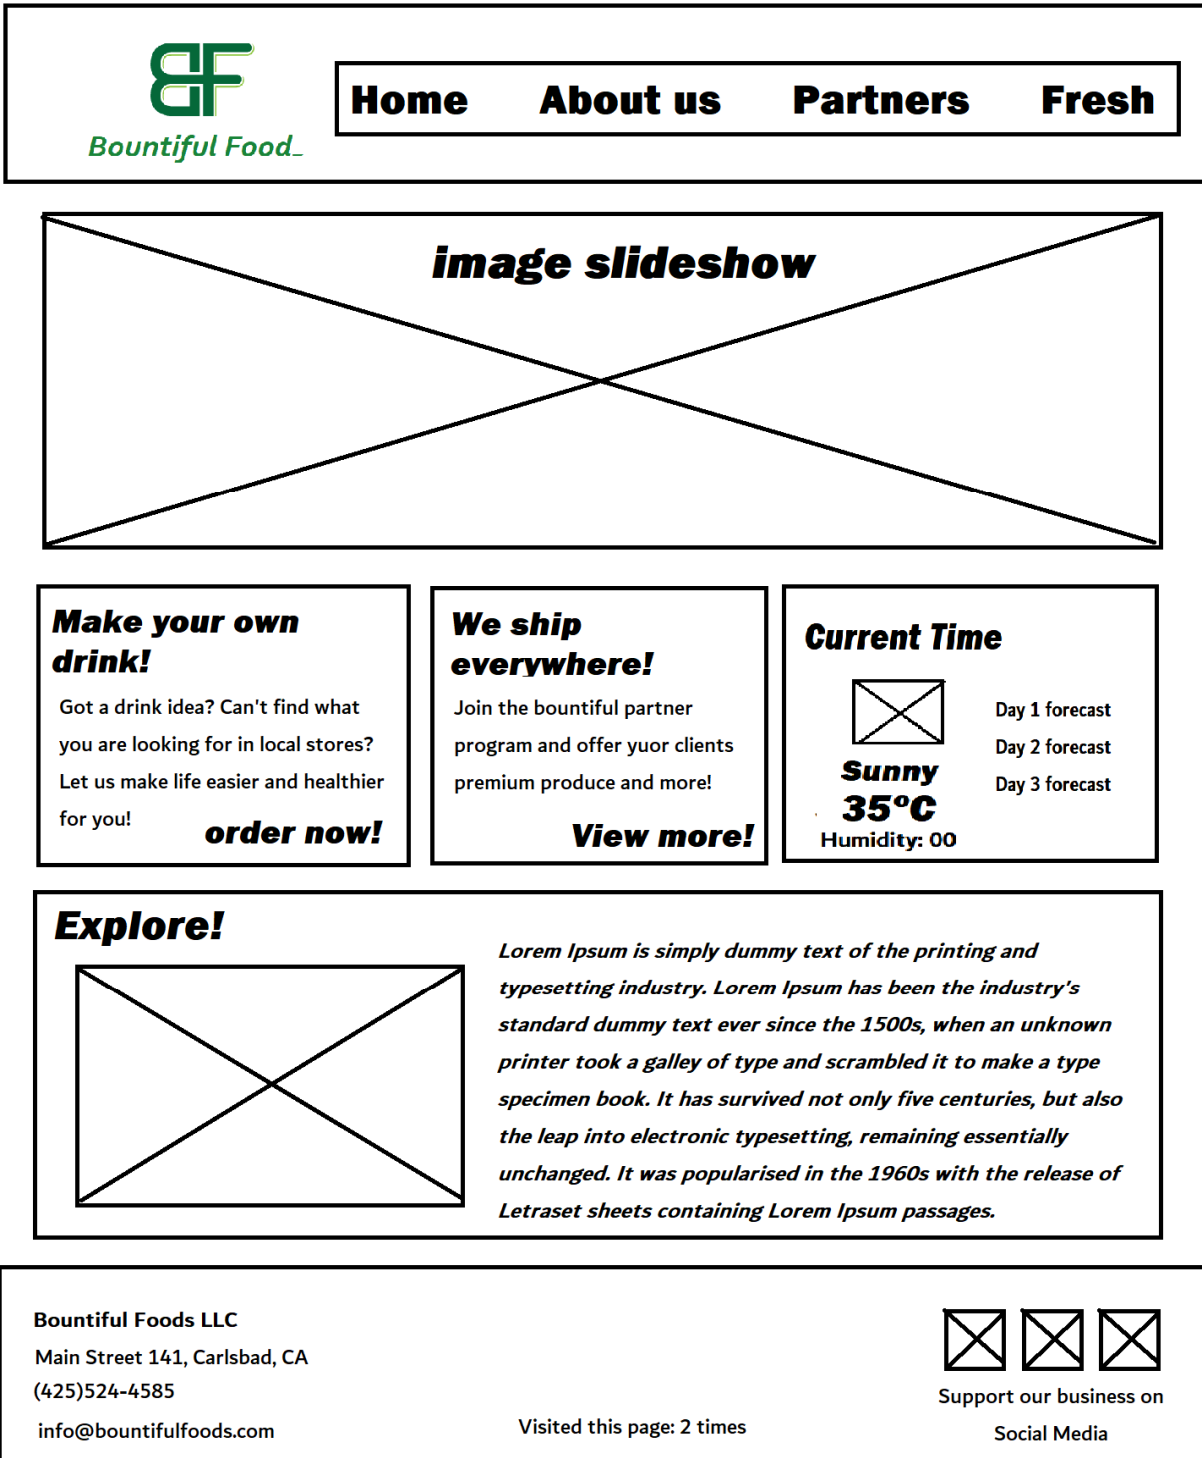 BF
Bountiful Food_
Home About us Partners Fresh
image slideshow
Make your own
drink!
Got a drink idea? Can't find what
you are looking for in local stores?
Let us make life easier and healthier
for you!
order now!
We ship
everywhere!
Join the bountiful partner
program and offer yuor clients
premium produce and more!
View more!
Current Time
Sunny
35°C
Humidity: 00
Day 1 forecast
Day 2 forecast
Day 3 forecast
Explore!
Lorem Ipsum is simply dummy text of the printing and
typesetting industry. Lorem Ipsum has been the industry's
standard dummy text ever since the 1500s, when an unknown
printer took a galley of type and scrambled it to make a type
specimen book. It has survived not only five centuries, but also
the leap into electronic typesetting, remaining essentially
unchanged. It was popularised in the 1960s with the release of
Letraset sheets containing Lorem Ipsum passages.
Bountiful Foods LLC
Main Street 141, Carlsbad, CA
(425)524-4585
info@bountifulfoods.com
Visited this page: 2 times
Support our business on
Social Media